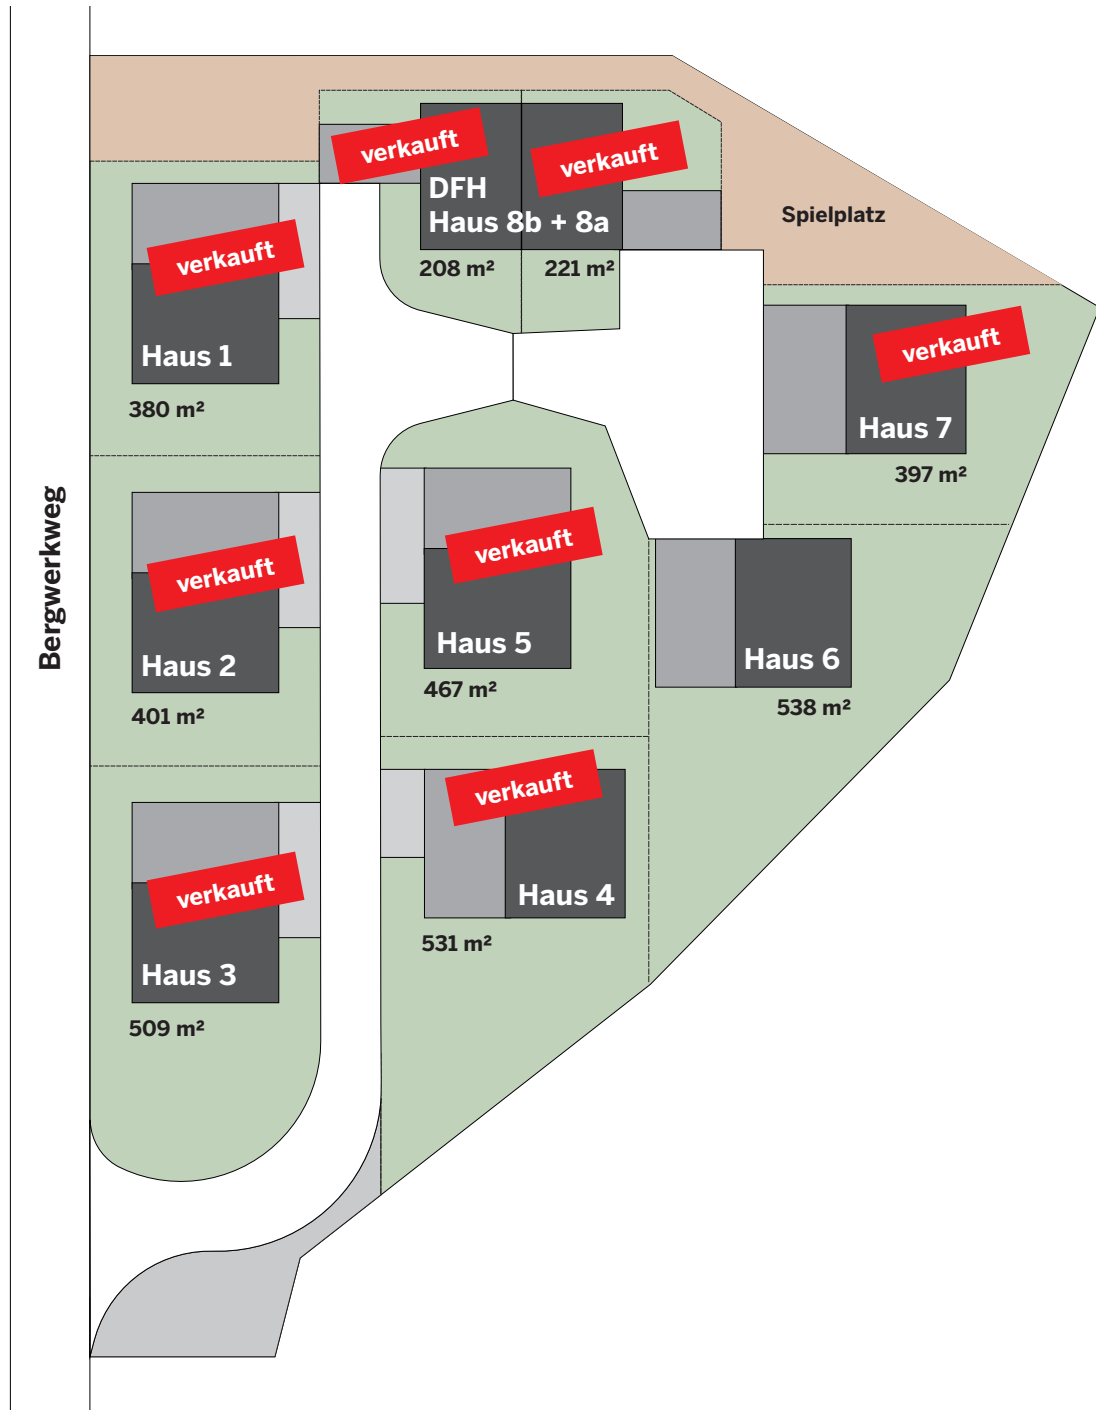 verkauft
verkauft
DFH
Haus 8b + 8a
208 m²
221 m²
Spielplatz
verkauft
Haus 1
380 m²
verkauft
Haus 7
397 m²
Bergwerkweg
verkauft
Haus 2
401 m²
verkauft
Haus 5
467 m²
Haus 6
538 m²
verkauft
Haus 4
531 m²
verkauft
Haus 3
509 m²